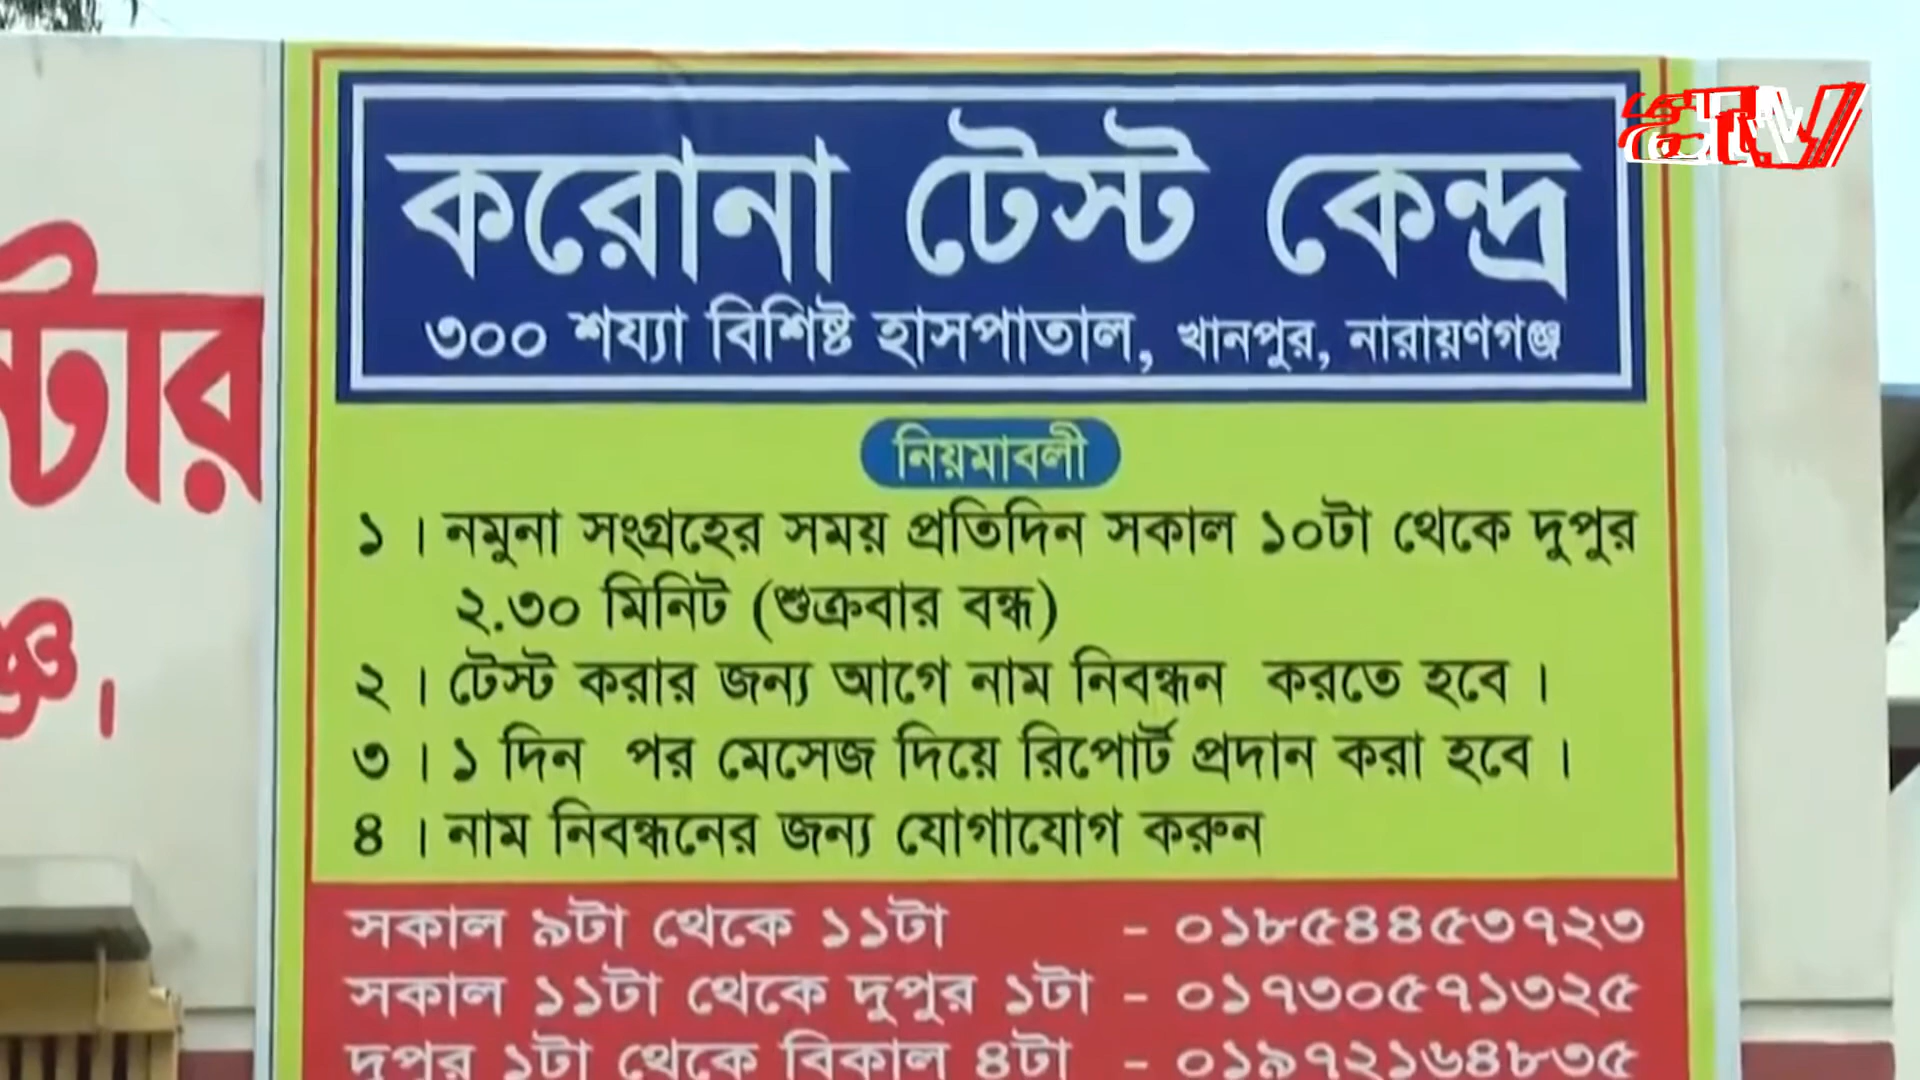 করোনা টেস্ট কেন্দ্র
৩০০ শয্যা বিশিষ্ট হাসপাতাল, খানপুর, নারায়ণগঞ্জ
নিয়মাবলী
১। নমুনা সংগ্রহের সময় প্রতিদিন সকাল ১০টা থেকে দুপুর
২.৩০ মিনিট (শুক্রবার বন্ধ)
২। টেস্ট করার জন্য আগে নাম নিবন্ধন করতে হবে।
৩। ১ দিন পর মেসেজ দিয়ে রিপোর্ট প্রদান করা হবে।
৪। নাম নিবন্ধনের জন্য যোগাযোগ করুন
সকাল ৯টা থেকে ১১টা - ০১৮৫৪৪৫৩৭২৩
সকাল ১১টা থেকে দুপুর ১টা - ০১৭৩০৫৭১৩২৫
দুপুর ১টা থেকে বিকাল ৪টা - ০১৯৭২১৬৪৮৩৫